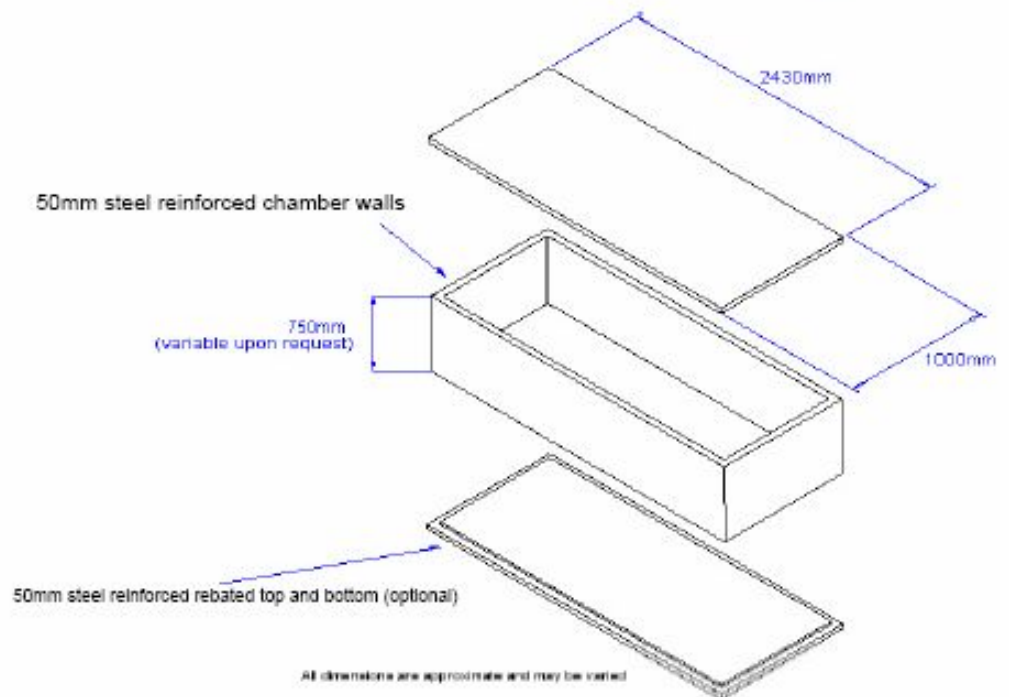 2430mm
50mm steel reinforced chamber walls
750mm
(variable upon request)
1000mm
50mm steel reinforced rebated top and bottom (optional)
All dimensions are approximate and may be varied